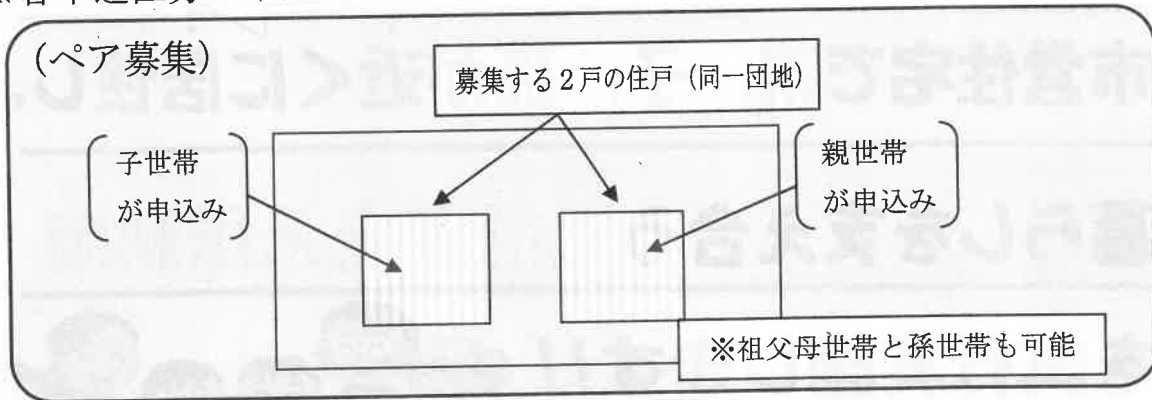 (ペア募集)
募集する2戸の住戸(同一団地)
子世帯
が申込み
親世帯
が申込み
※祖父母世帯と孫世帯も可能